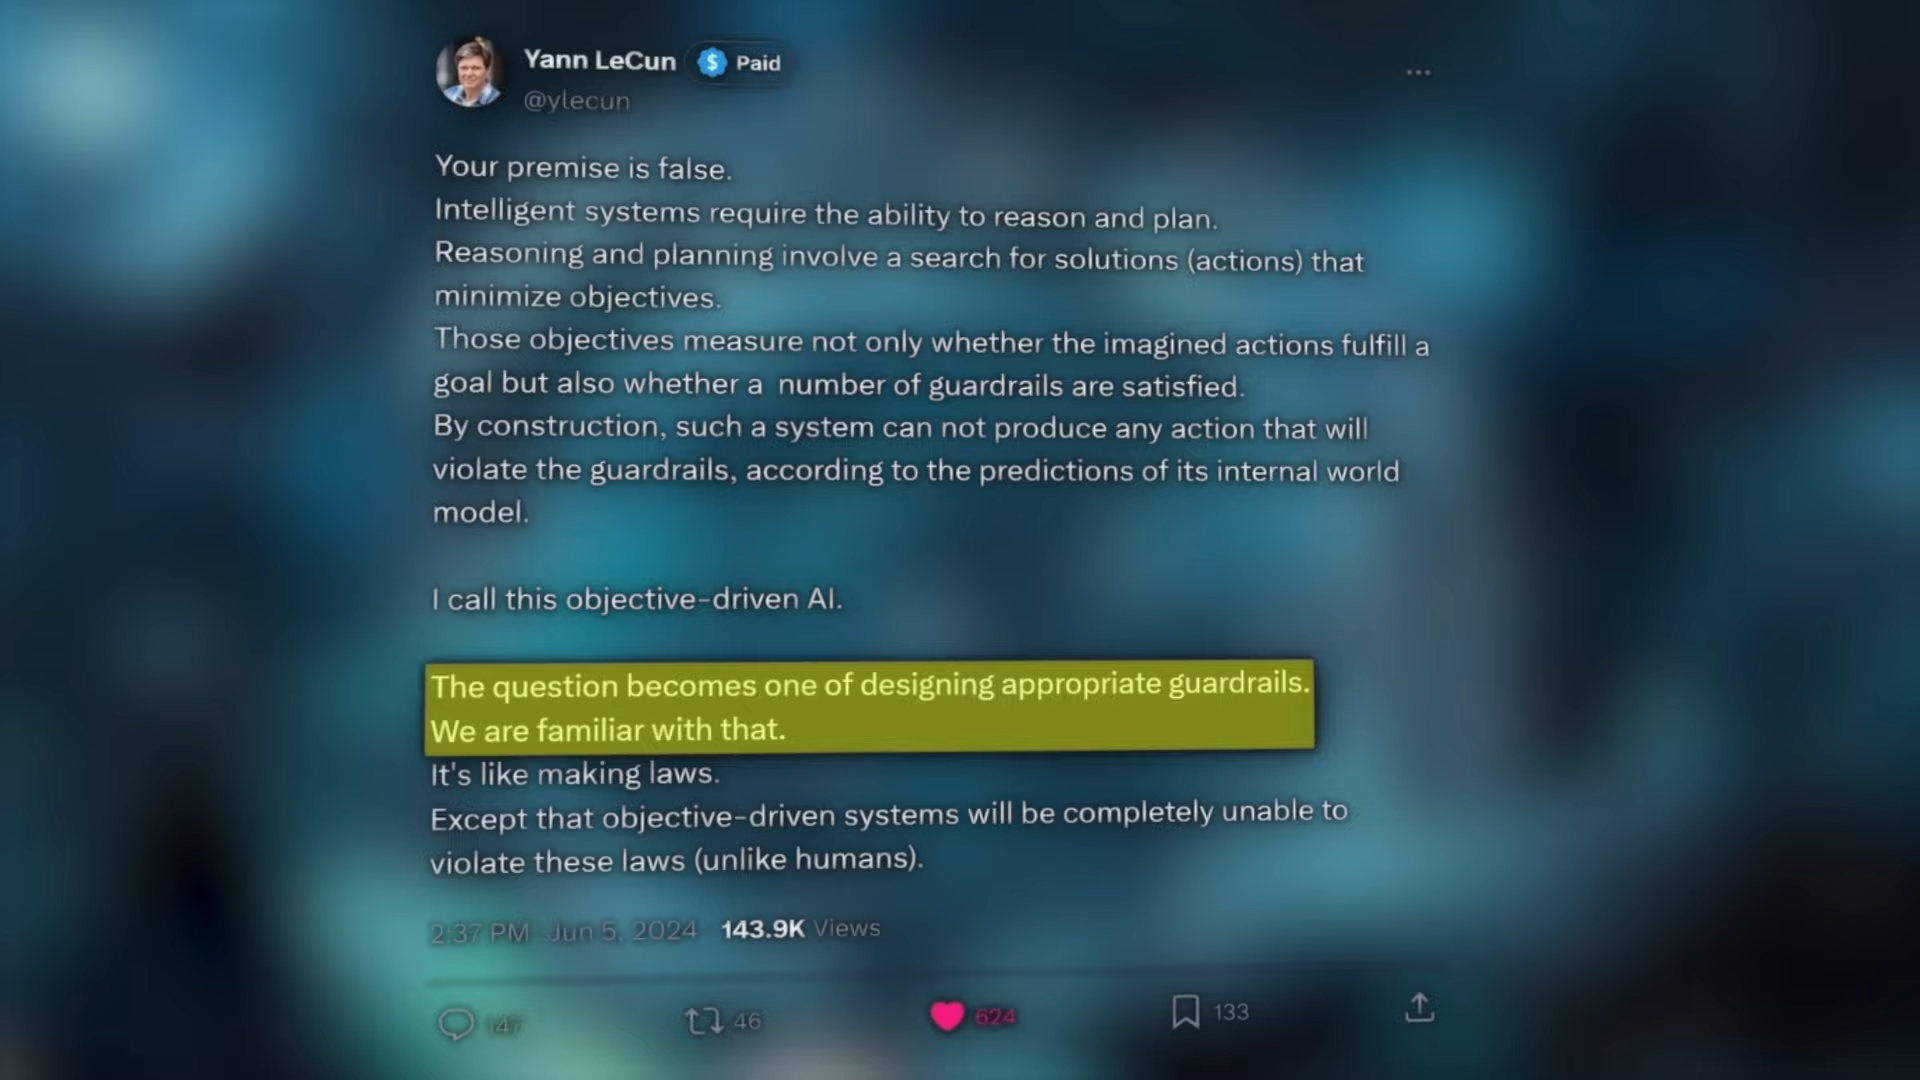 Yann LeCun $ Paid
@ylecun
Your premise is false.
Intelligent systems require the ability to reason and plan.
Reasoning and planning involve a search for solutions (actions) that
minimize objectives.
Those objectives measure not only whether the imagined actions fulfill a
goal but also whether a number of guardrails are satisfied.
By construction, such a system can not produce any action that will
violate the guardrails, according to the predictions of its internal world
model.
I call this objective-driven AI.
The question becomes one of designing appropriate guardrails.
We are familiar with that.
It's like making laws.
Except that objective-driven systems will be completely unable to
violate these laws (unlike humans).
2:37 PM Jun 5, 2024 143.9K Views
147 46 624 133